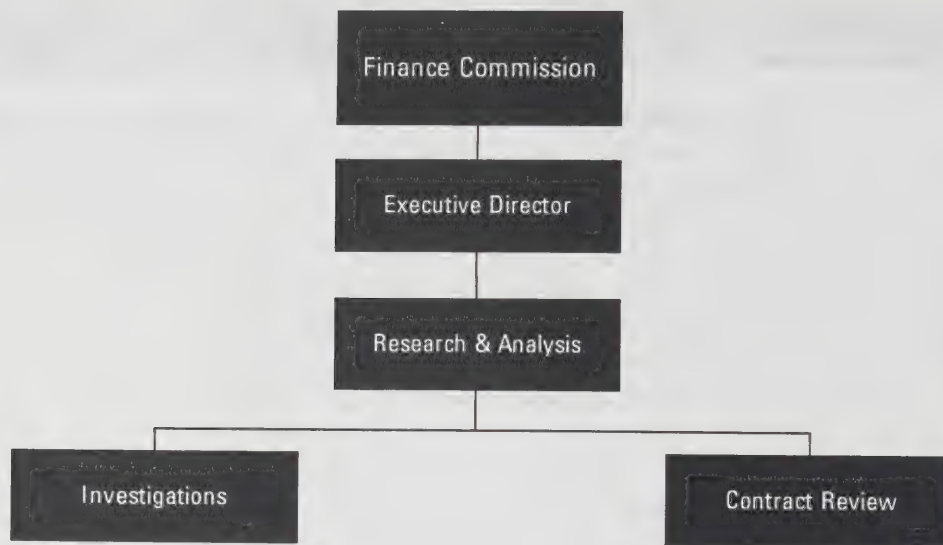 Finance Commission
Executive Director
Research & Analysis
Investigations
Contract Review